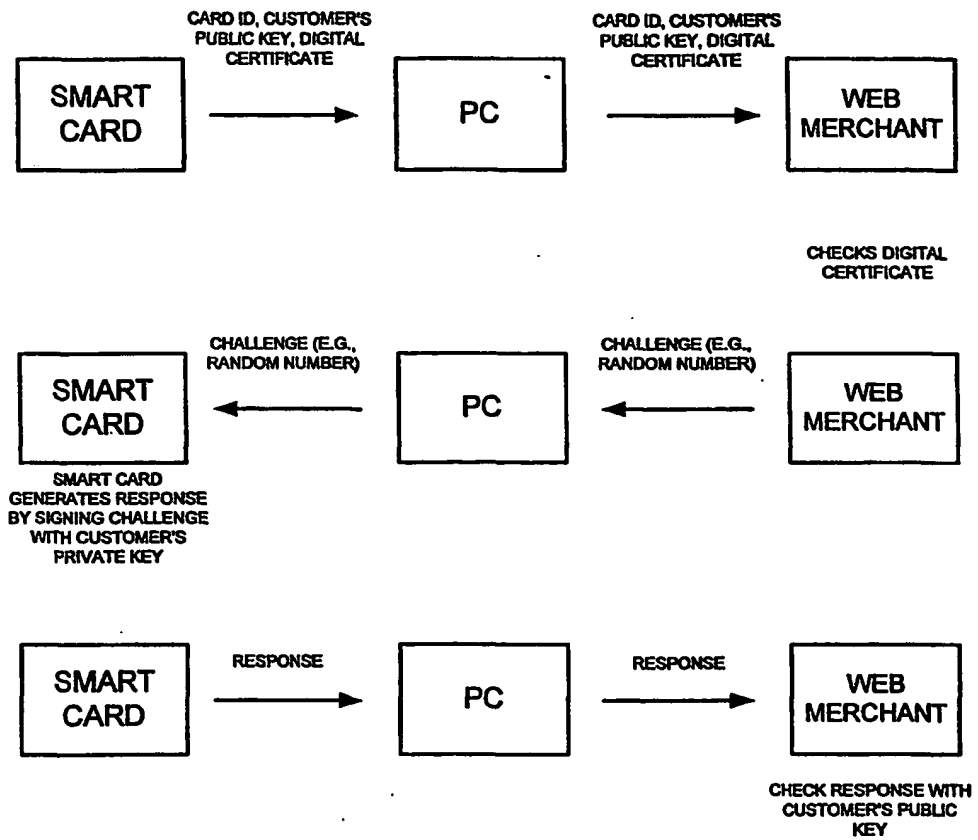 CARD ID, CUSTOMER'S
PUBLIC KEY, DIGITAL
CERTIFICATE
CARD ID, CUSTOMER'S
PUBLIC KEY, DIGITAL
CERTIFICATE
SMART
CARD
PC
WEB
MERCHANT
CHECKS DIGITAL
CERTIFICATE
CHALLENGE (E.G.,
RANDOM NUMBER)
CHALLENGE (E.G.,
RANDOM NUMBER)
SMART
CARD
PC
WEB
MERCHANT
SMART CARD
GENERATES RESPONSE
BY SIGNING CHALLENGE
WITH CUSTOMER'S
PRIVATE KEY
RESPONSE
RESPONSE
SMART
CARD
PC
WEB
MERCHANT
CHECK RESPONSE WITH
CUSTOMER'S PUBLIC
KEY